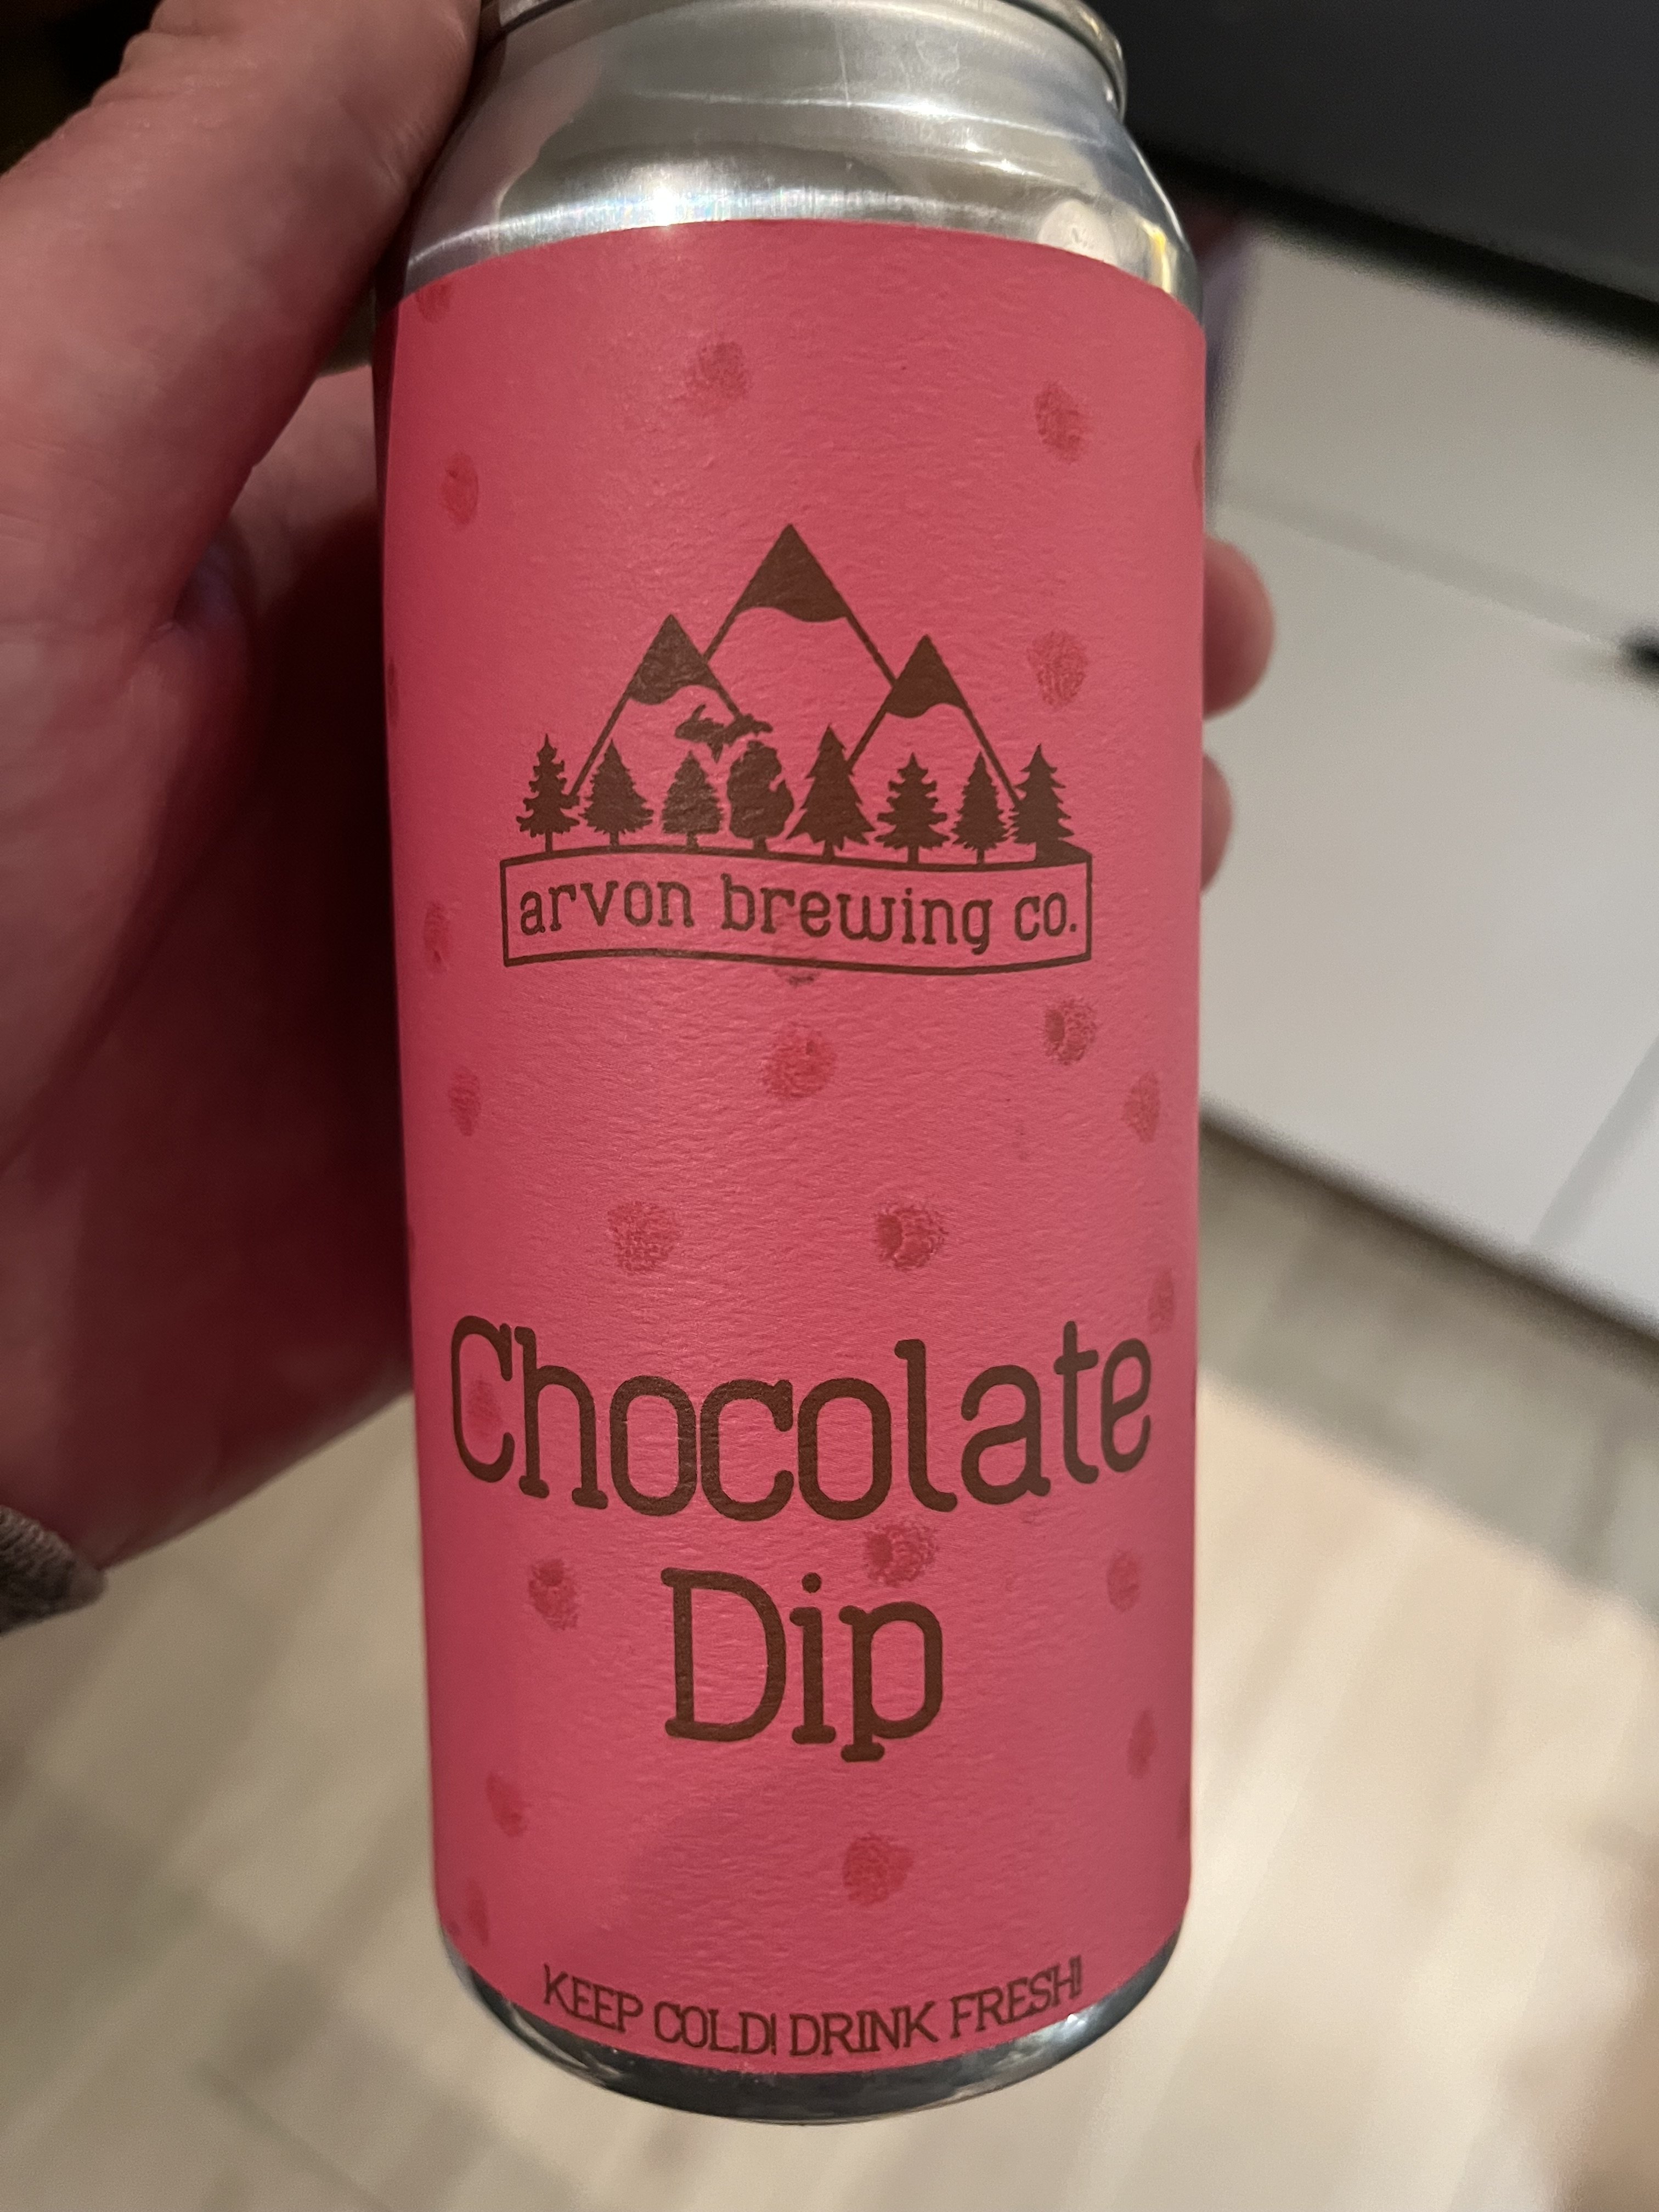 arvon brewing co.
Chocolate
Dip
KEEP COLD! DRINK FRESH!